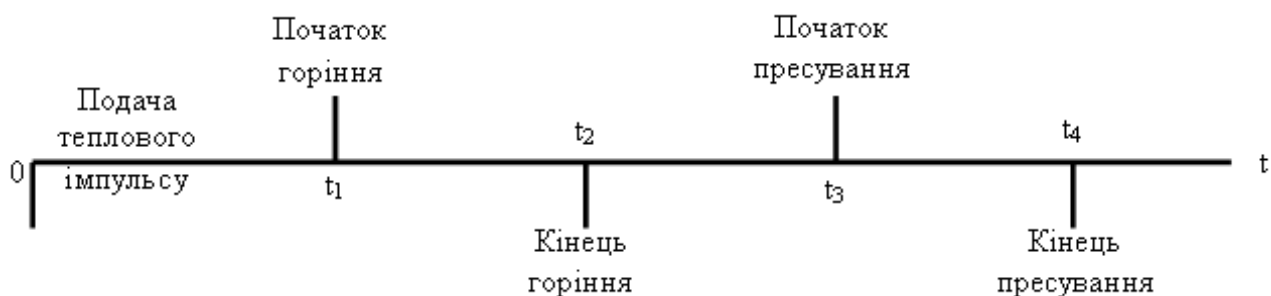 Початок
горіння
Початок
пресування
Подача
теплового
імпульсу
0
t1
t2
t3
t4
t
Кінець
горіння
Кінець
пресування